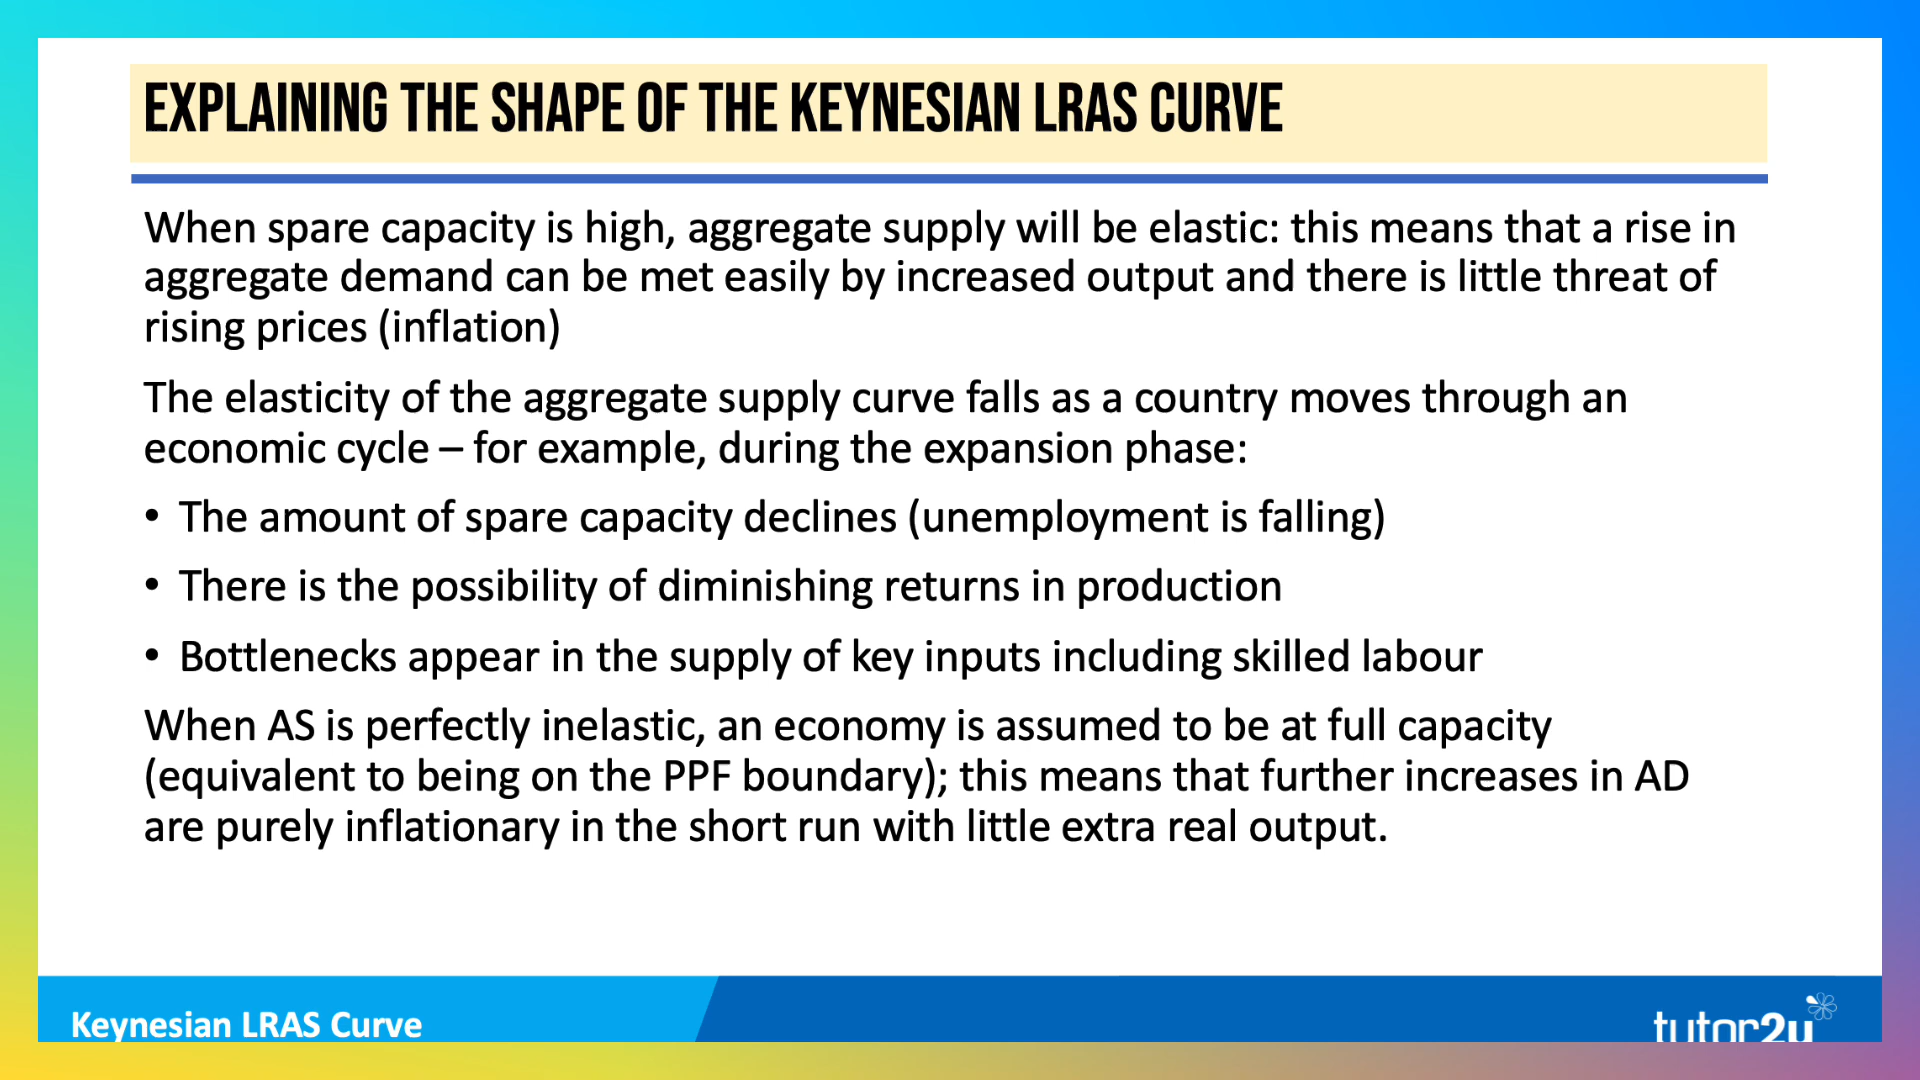 EXPLAINING THE SHAPE OF THE KEYNESIAN LRAS CURVE
When spare capacity is high, aggregate supply will be elastic: this means that a rise in
aggregate demand can be met easily by increased output and there is little threat of
rising prices (inflation)
The elasticity of the aggregate supply curve falls as a country moves through an
economic cycle – for example, during the expansion phase:
• The amount of spare capacity declines (unemployment is falling)
• There is the possibility of diminishing returns in production
• Bottlenecks appear in the supply of key inputs including skilled labour
When AS is perfectly inelastic, an economy is assumed to be at full capacity
(equivalent to being on the PPF boundary); this means that further increases in AD
are purely inflationary in the short run with little extra real output.
Keynesian LRAS Curve
tutor2u